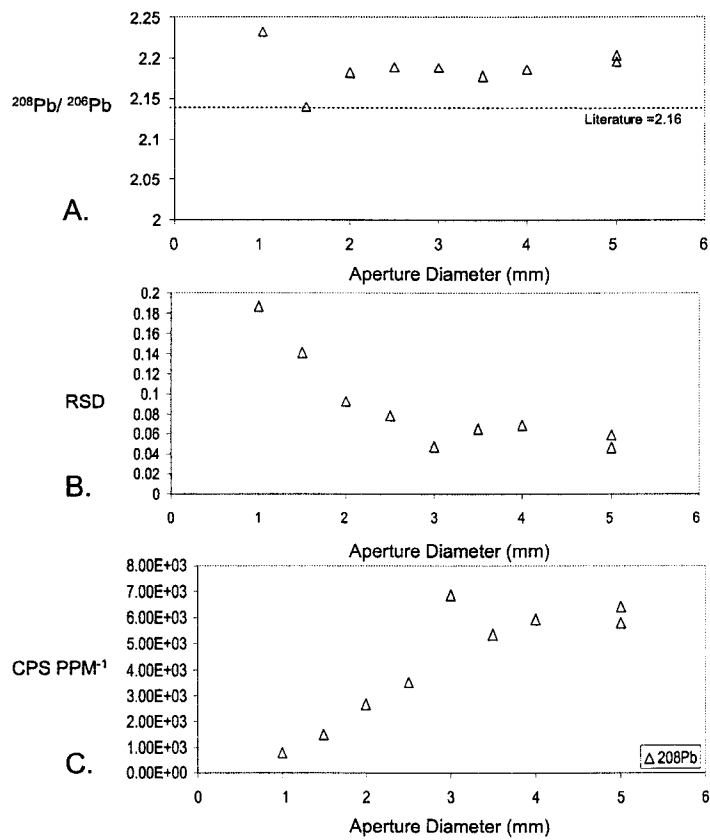 2.25
2.2
2.15
2.1
2.05
2
²⁰⁸Pb/ ²⁰⁶Pb
Literature =2.16
A.
0 1 2 3 4 5 6
Aperture Diameter (mm)
0.2
0.18
0.16
0.14
0.12
0.1
0.08
0.06
0.04
0.02
0
RSD
B.
0 1 2 3 4 5 6
Aperture Diameter (mm)
8.00E+03
7.00E+03
6.00E+03
5.00E+03
4.00E+03
3.00E+03
2.00E+03
1.00E+03
0.00E+00
CPS PPM⁻¹
C.
208Pb
0 1 2 3 4 5 6
Aperture Diameter (mm)